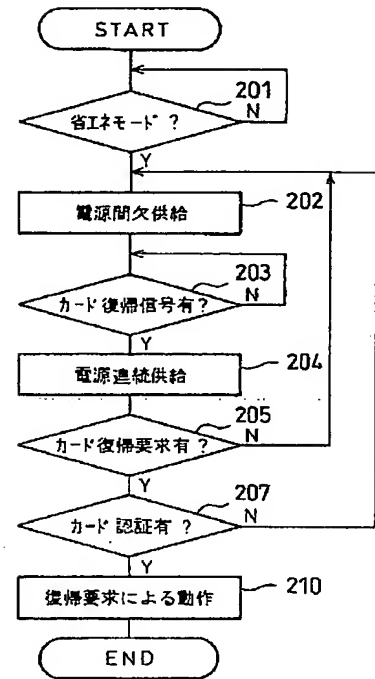 START
201
省エネモード?
N
Y
電源間欠供給
202
203
カード復帰信号有?
N
Y
電源連続供給
204
205
カード復帰要求有?
N
Y
207
カード認証有?
N
Y
復帰要求による動作
210
END